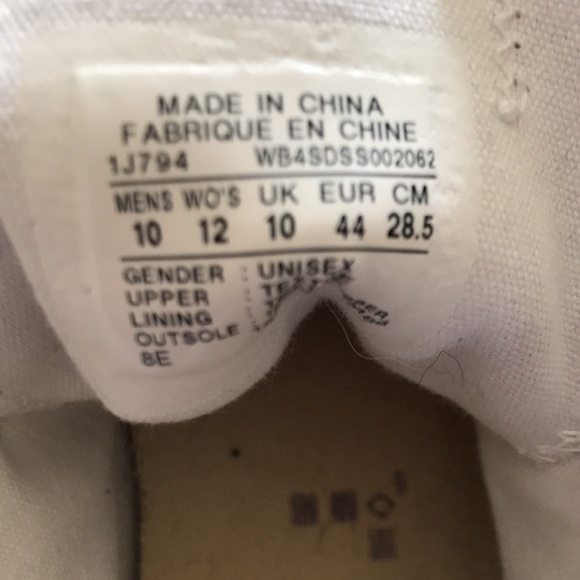 MADE IN CHINA
FABRIQUE EN CHINE
1J794 WB4SDSS002062
MENS WO'S UK EUR CM
10 12 10 44 28.5
GENDER : UNISEX
UPPER :
LINING :
OUTSOLE :
8E